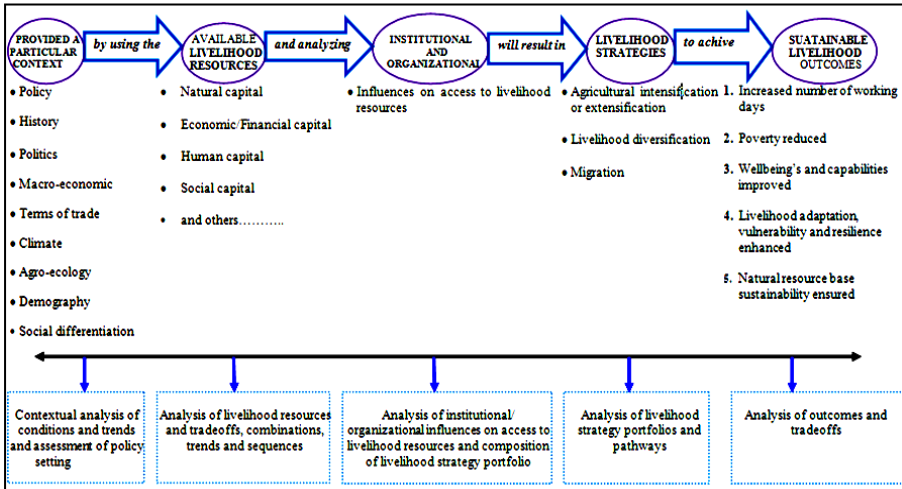 PROVIDED A
PARTICULAR
CONTEXT
by using the
AVAILABLE
LIVELIHOOD
RESOURCES
and analyzing
INSTITUTIONAL
AND
ORGANIZATIONAL
will result in
LIVELIHOOD
STRATEGIES
to achive
SUATAINABLE
LIVELIHOOD
OUTCOMES
• Policy
• History
• Politics
• Macro-economic
• Terms of trade
• Climate
• Agro-ecology
• Demography
• Social differentiation
• Natural capital
• Economic/Financial capital
• Human capital
• Social capital
• and others………..
• Influences on access to livelihood
resources
• Agricultural intensification
or extensification
• Livelihood diversification
• Migration
1. Increased number of working
days
2. Poverty reduced
3. Wellbeing's and capabilities
improved
4. Livelihood adaptation,
vulnerability and resilience
enhanced
5. Natural resource base
sustainability ensured
Contextual analysis of
conditions and trends
and assessment of policy
setting
Analysis of livelihood resources
and tradeoffs, combinations,
trends and sequences
Analysis of institutional/
organizational influences on access to
livelihood resources and composition
of livelihood strategy portfolio
Analysis of livelihood
strategy portfolios and
pathways
Analysis of outcomes and
tradeoffs